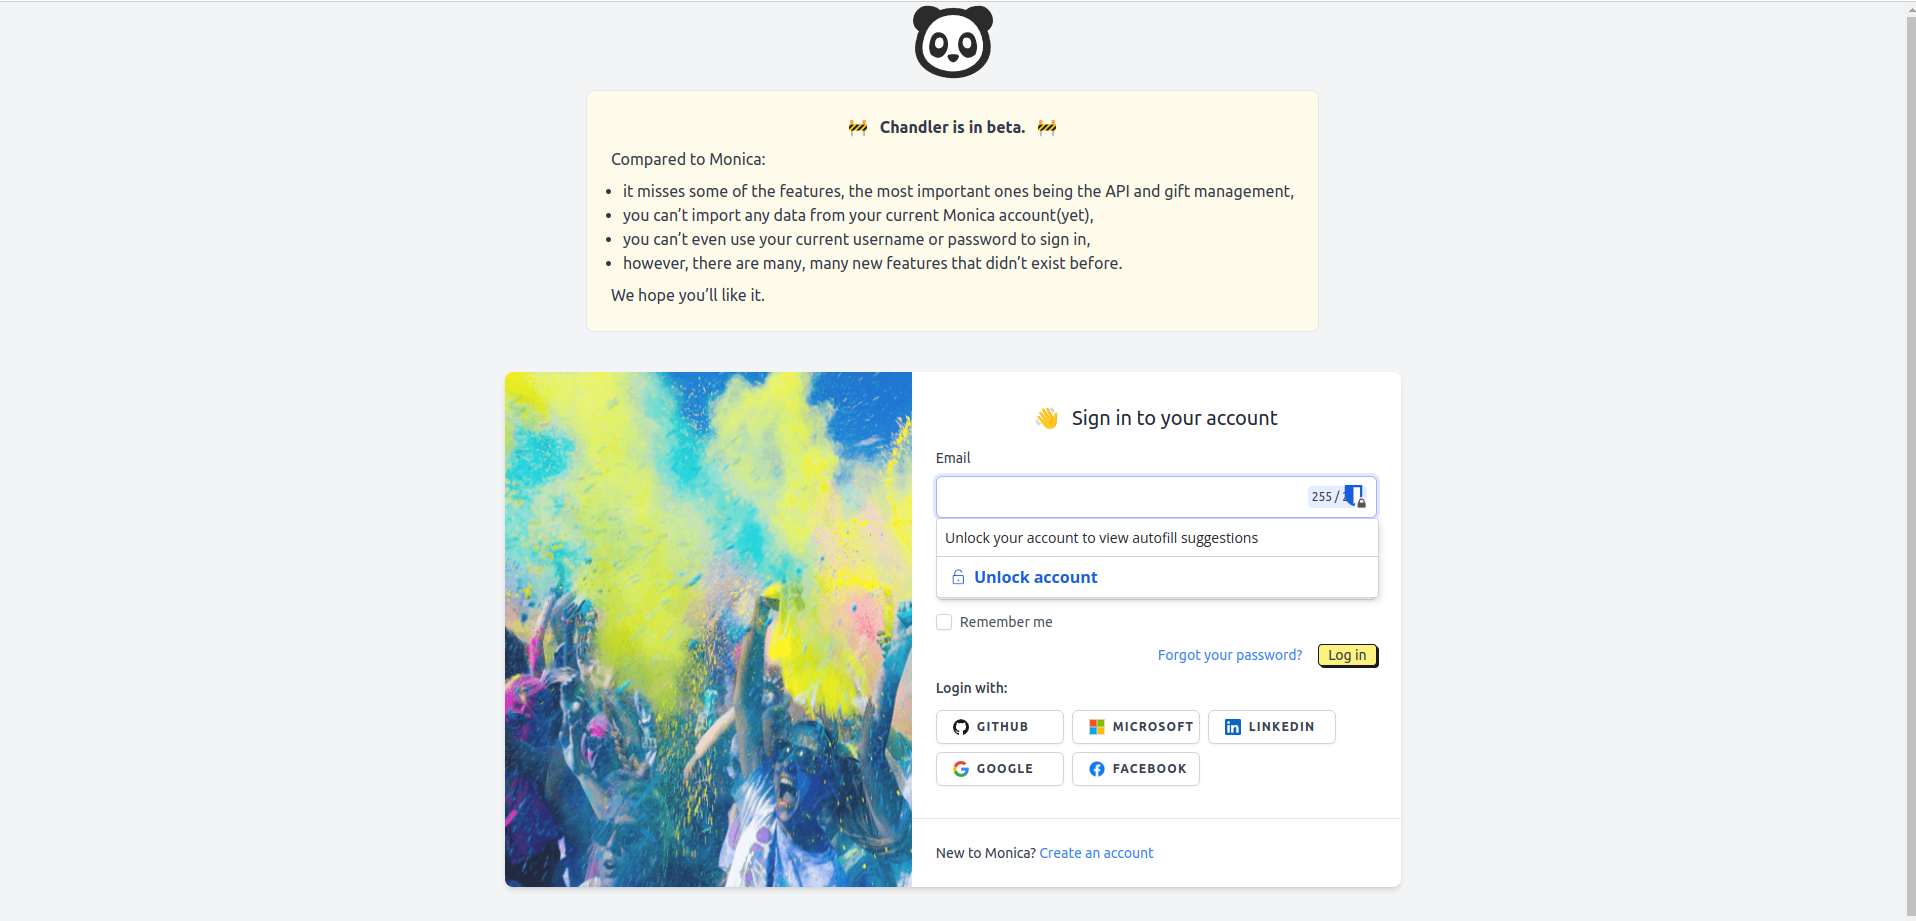 Chandler is in beta.
Compared to Monica:
it misses some of the features, the most important ones being the API and gift management,
you can’t import any data from your current Monica account(yet),
you can’t even use your current username or password to sign in,
however, there are many, many new features that didn’t exist before.
We hope you’ll like it.
Sign in to your account
Email
255 /
Unlock your account to view autofill suggestions
Unlock account
Remember me
Forgot your password? Log in
Login with:
GITHUB MICROSOFT LINKEDIN
GOOGLE FACEBOOK
New to Monica? Create an account